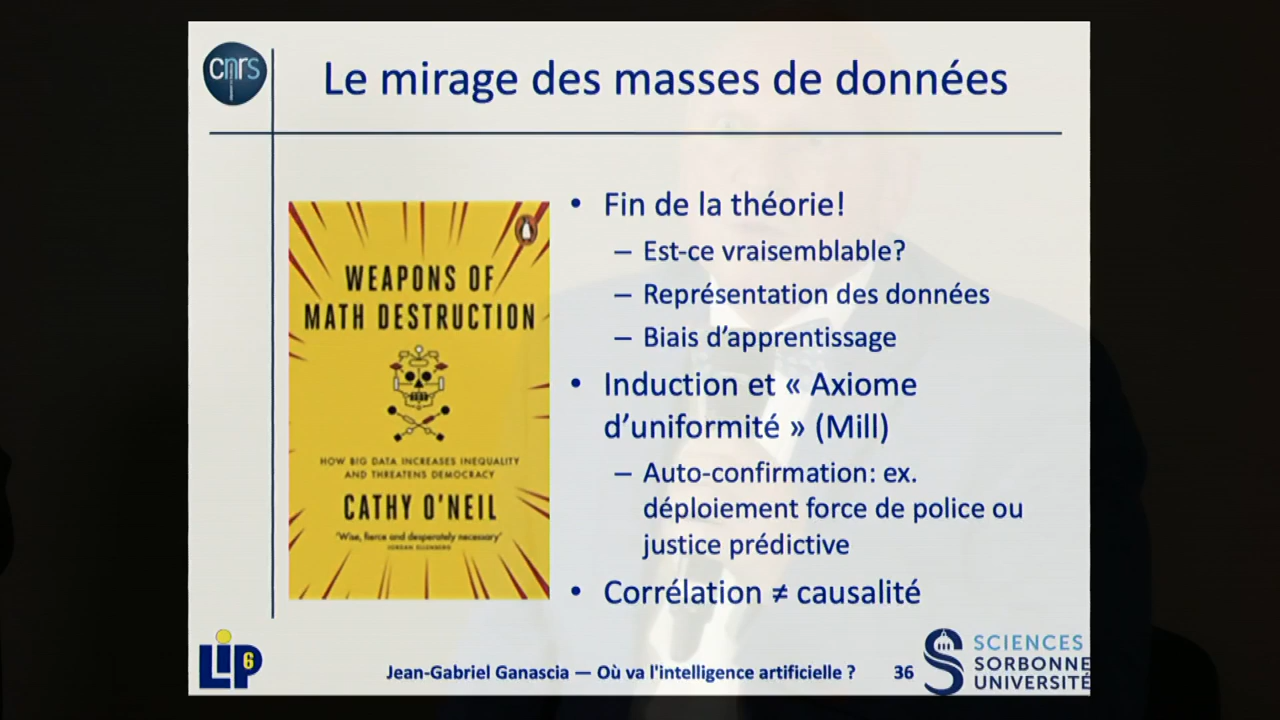 cnrs
Le mirage des masses de données
WEAPONS OF
MATH DESTRUCTION
HOW BIG DATA INCREASES INEQUALITY
AND THREATENS DEMOCRACY
CATHY O'NEIL
'Wise, fierce and desperately necessary'
JORDAN ELLENBERG
• Fin de la théorie!
– Est-ce vraisemblable?
– Représentation des données
– Biais d'apprentissage
• Induction et « Axiome
d'uniformité » (Mill)
– Auto-confirmation: ex.
déploiement force de police ou
justice prédictive
• Corrélation ≠ causalité
LIP6
Jean-Gabriel Ganascia — Où va l'intelligence artificielle ? 36
SCIENCES
SORBONNE
UNIVERSITÉ